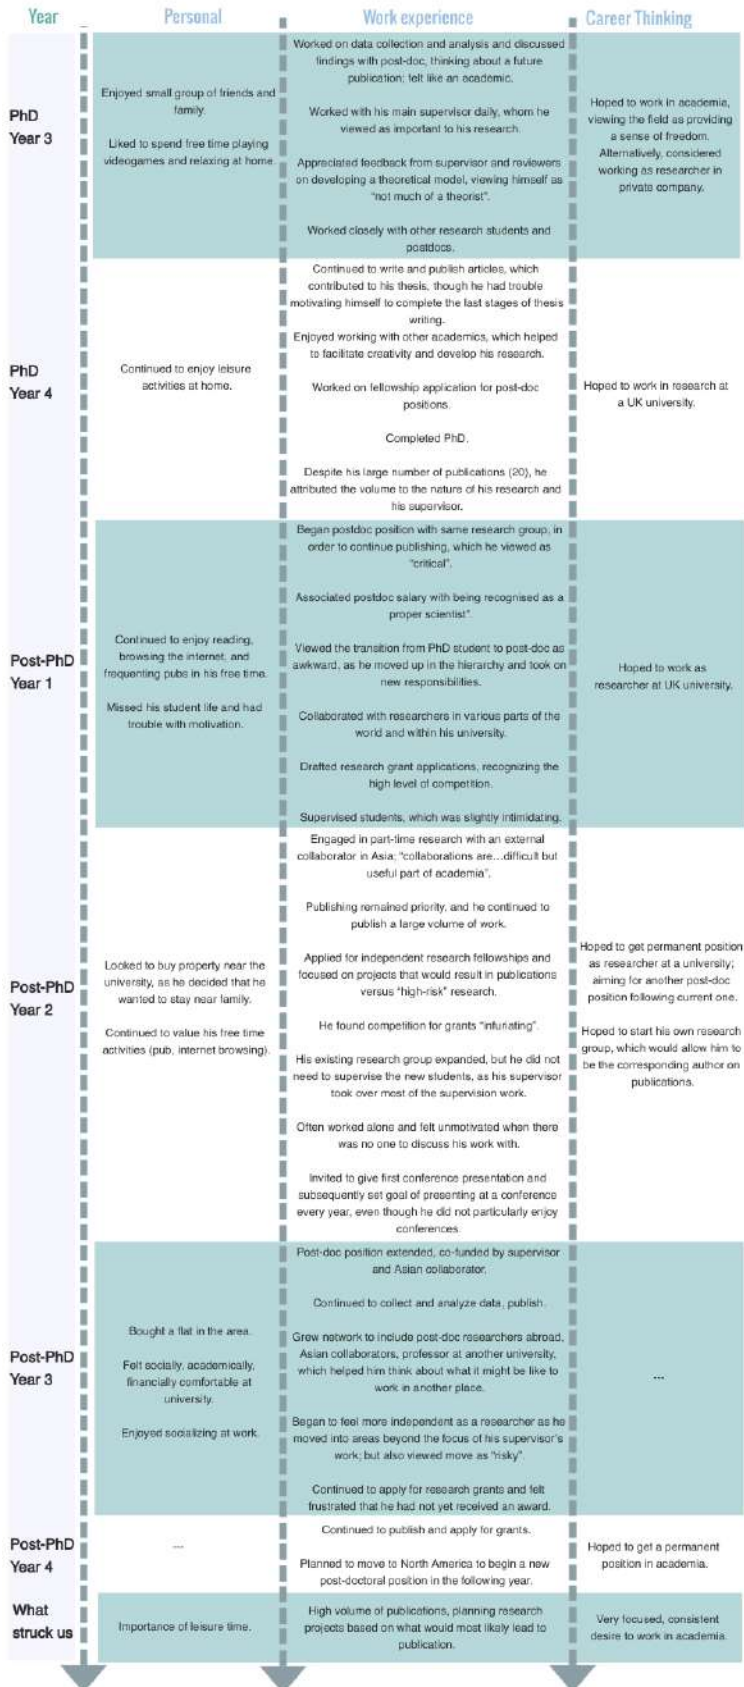 Year
Personal
Work experience
Career Thinking
PhD
Year 3
Enjoyed small group of friends and
family.
Liked to spend free time playing
videogames and relaxing at home.
Worked on data collection and analysis and discussed
findings with post-doc, thinking about a future
publication; felt like an academic.
Worked with his main supervisor daily, whom he
viewed as important to his research.
Appreciated feedback from supervisor and reviewers
on developing a theoretical model, viewing himself as
"not much of a theorist".
Worked closely with other research students and
postdocs.
Hoped to work in academia,
viewing the field as providing
a sense of freedom.
Alternatively, considered
working as researcher in
private company.
PhD
Year 4
Continued to enjoy leisure
activities at home.
Continued to write and publish articles, which
contributed to his thesis, though he had trouble
motivating himself to complete the last stages of thesis
writing.
Enjoyed working with other academics, which helped
to facilitate creativity and develop his research.
Worked on fellowship application for post-doc
positions.
Completed PhD.
Despite his large number of publications (20), he
attributed the volume to the nature of his research and
his supervisor.
Hoped to work in research at
a UK university.
Post-PhD
Year 1
Continued to enjoy reading,
browsing the internet, and
frequenting pubs in his free time.
Missed his student life and had
trouble with motivation.
Began postdoc position with same research group, in
order to continue publishing, which he viewed as
"critical".
Associated postdoc salary with being recognised as a
proper scientist".
Viewed the transition from PhD student to post-doc as
awkward, as he moved up in the hierarchy and took on
new responsibilities.
Collaborated with researchers in various parts of the
world and within his university.
Drafted research grant applications, recognizing the
high level of competition.
Supervised students, which was slightly intimidating.
Hoped to work as
researcher at UK university.
Post-PhD
Year 2
Looked to buy property near the
university, as he decided that he
wanted to stay near family.
Continued to value his free time
activities (pub, internet browsing).
Engaged in part-time research with an external
collaborator in Asia; "collaborations are...difficult but
useful part of academia".
Publishing remained priority, and he continued to
publish a large volume of work.
Applied for independent research fellowships and
focused on projects that would result in publications
versus "high-risk" research.
He found competition for grants "infuriating".
His existing research group expanded, but he did not
need to supervise the new students, as his supervisor
took over most of the supervision work.
Often worked alone and felt unmotivated when there
was no one to discuss his work with.
Invited to give first conference presentation and
subsequently set goal of presenting at a conference
every year, even though he did not particularly enjoy
conferences.
Hoped to get permanent position
as researcher at a university;
aiming for another post-doc
position following current one.
Hoped to start his own research
group, which would allow him to
be the corresponding author on
publications.
Post-PhD
Year 3
Bought a flat in the area.
Felt socially, academically,
financially comfortable at
university.
Enjoyed socializing at work.
Post-doc position extended, co-funded by supervisor
and Asian collaborator.
Continued to collect and analyze data, publish.
Grew network to include post-doc researchers abroad,
Asian collaborators, professor at another university,
which helped him think about what it might be like to
work in another place.
Began to feel more independent as a researcher as he
moved into areas beyond the focus of his supervisor's
work; but also viewed move as "risky".
Continued to apply for research grants and felt
frustrated that he had not yet received an award.
...
Post-PhD
Year 4
...
Continued to publish and apply for grants.
Planned to move to North America to begin a new
post-doctoral position in the following year.
Hoped to get a permanent
position in academia.
What
struck us
Importance of leisure time.
High volume of publications, planning research
projects based on what would most likely lead to
publication.
Very focused, consistent
desire to work in academia.